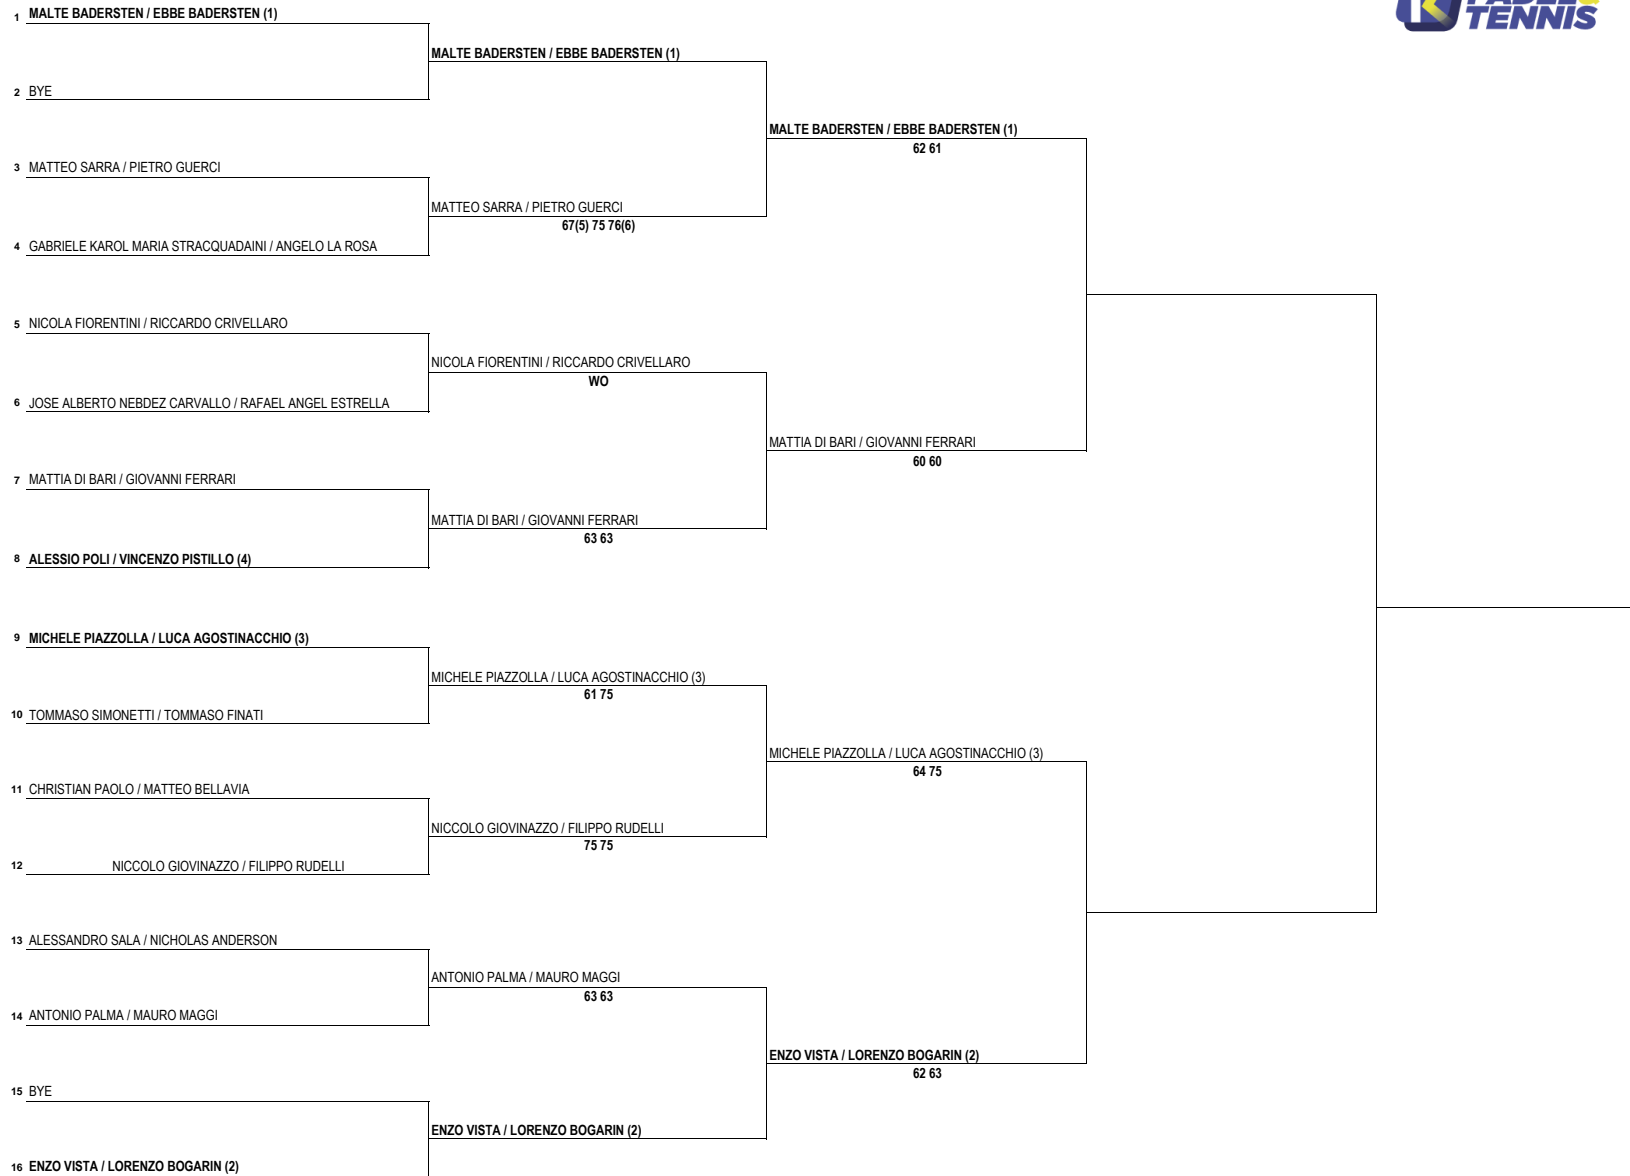 TENNIS
1 MALTE BADERSTEN / EBBE BADERSTEN (1)
MALTE BADERSTEN / EBBE BADERSTEN (1)
2 BYE
MALTE BADERSTEN / EBBE BADERSTEN (1)
62 61
3 MATTEO SARRA / PIETRO GUERCI
MATTEO SARRA / PIETRO GUERCI
67(5) 75 76(6)
4 GABRIELE KAROL MARIA STRACQUADAINI / ANGELO LA ROSA
5 NICOLA FIORENTINI / RICCARDO CRIVELLARO
NICOLA FIORENTINI / RICCARDO CRIVELLARO
WO
6 JOSE ALBERTO NEBDEZ CARVALLO / RAFAEL ANGEL ESTRELLA
MATTIA DI BARI / GIOVANNI FERRARI
60 60
7 MATTIA DI BARI / GIOVANNI FERRARI
MATTIA DI BARI / GIOVANNI FERRARI
63 63
8 ALESSIO POLI / VINCENZO PISTILLO (4)
9 MICHELE PIAZZOLLA / LUCA AGOSTINACCHIO (3)
MICHELE PIAZZOLLA / LUCA AGOSTINACCHIO (3)
61 75
10 TOMMASO SIMONETTI / TOMMASO FINATI
MICHELE PIAZZOLLA / LUCA AGOSTINACCHIO (3)
64 75
11 CHRISTIAN PAOLO / MATTEO BELLAVIA
NICCOLO GIOVINAZZO / FILIPPO RUDELLI
75 75
12 NICCOLO GIOVINAZZO / FILIPPO RUDELLI
13 ALESSANDRO SALA / NICHOLAS ANDERSON
ANTONIO PALMA / MAURO MAGGI
63 63
14 ANTONIO PALMA / MAURO MAGGI
ENZO VISTA / LORENZO BOGARIN (2)
62 63
15 BYE
ENZO VISTA / LORENZO BOGARIN (2)
16 ENZO VISTA / LORENZO BOGARIN (2)